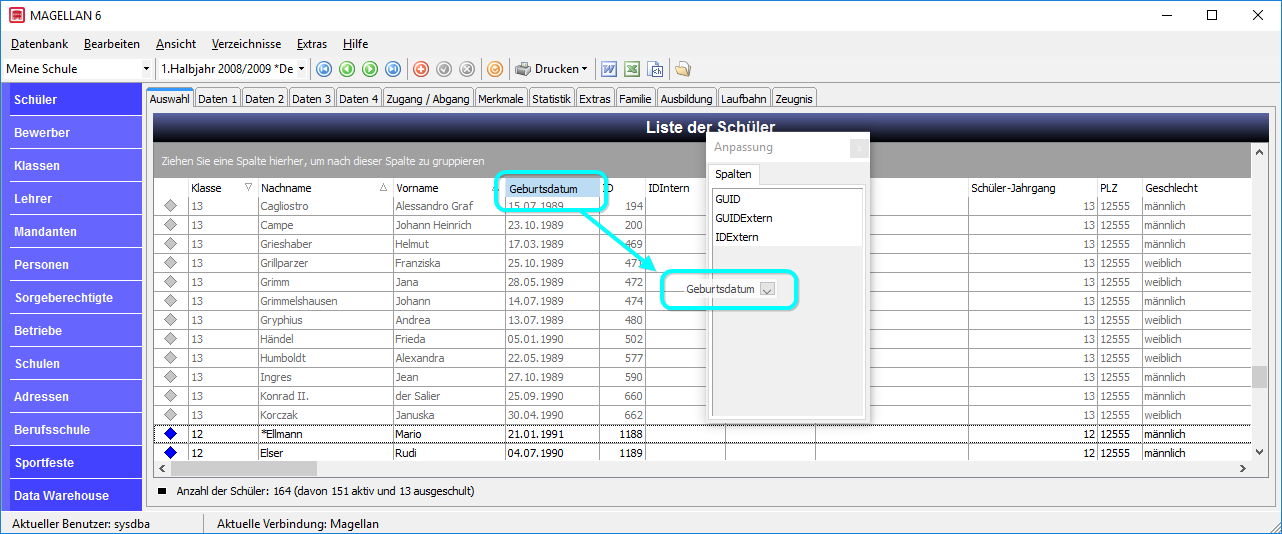 MAGELLAN 6
Datenbank Bearbeiten Ansicht Verzeichnisse Extras Hilfe
Meine Schule 1.Halbjahr 2008/2009 *De Drucken
Schüler
Bewerber
Klassen
Lehrer
Mandanten
Personen
Sorgeberechtigte
Betriebe
Schulen
Adressen
Berufsschule
Sportfeste
Data Warehouse
Auswahl Daten 1 Daten 2 Daten 3 Daten 4 Zugang / Abgang Merkmale Statistik Extras Familie Ausbildung Laufbahn Zeugnis
Liste der Schüler
Ziehen Sie eine Spalte hierher, um nach dieser Spalte zu gruppieren
Klasse Nachname Vorname Geburtsdatum ID IDIntern Schüler-Jahrgang PLZ Geschlecht
13 Cagliostro Alessandro Graf 15.07.1989 194 13 12555 männlich
13 Campe Johann Heinrich 23.10.1989 200 13 12555 männlich
13 Grieshaber Helmut 17.03.1989 469 13 12555 männlich
13 Grillparzer Franziska 25.10.1989 471 13 12555 weiblich
13 Grimm Jana 28.05.1989 472 13 12555 weiblich
13 Grimmelshausen Johann 14.07.1989 474 13 12555 männlich
13 Gryphius Andrea 13.07.1989 480 13 12555 weiblich
13 Händel Frieda 05.01.1990 502 13 12555 weiblich
13 Humboldt Alexandra 22.05.1989 577 13 12555 weiblich
13 Ingres Jean 27.10.1989 590 13 12555 männlich
13 Konrad II. der Salier 25.09.1990 660 13 12555 männlich
13 Korczak Januska 30.04.1990 662 13 12555 weiblich
12 *Ellmann Mario 21.01.1991 1188 12 12555 männlich
12 Elser Rudi 04.07.1990 1189 12 12555 männlich
Anpassung
Spalten
GUID
GUIDExtern
IDExtern
Geburtsdatum
Anzahl der Schüler: 164 (davon 151 aktiv und 13 ausgeschult)
Aktueller Benutzer: sysdba Aktuelle Verbindung: Magellan